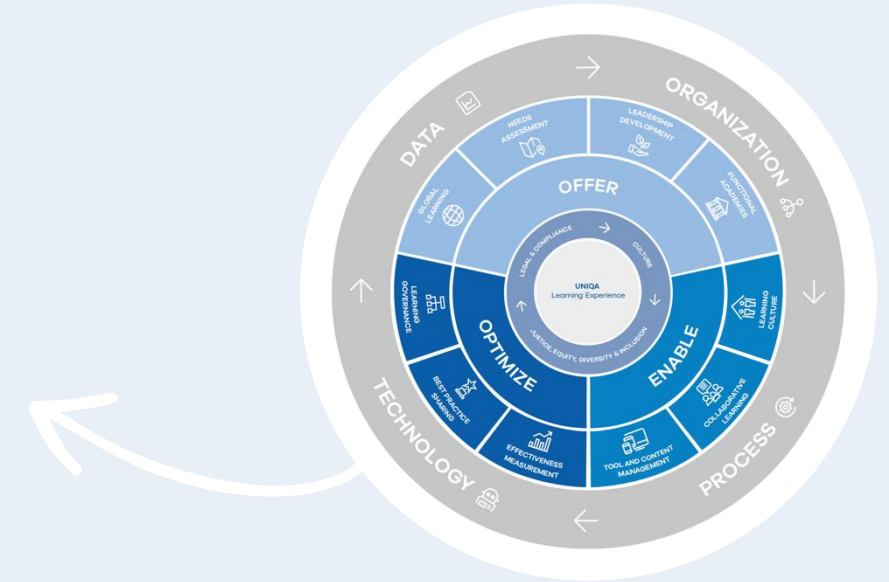 DATA
ORGANIZATION
PROCESS
TECHNOLOGY
GLOBAL
LEARNING
NEEDS
ASSESSMENT
LEADERSHIP
DEVELOPMENT
FUNCTIONAL
ACADEMIES
LEARNING
CULTURE
COLLABORATIVE
LEARNING
TOOL AND CONTENT
MANAGEMENT
EFFECTIVENESS
MEASUREMENT
BEST PRACTICE
SHARING
LEARNING
GOVERNANCE
OFFER
ENABLE
OPTIMIZE
LEGAL & COMPLIANCE
CULTURE
JUSTICE, EQUITY, DIVERSITY & INCLUSION
UNIQA
Learning Experience